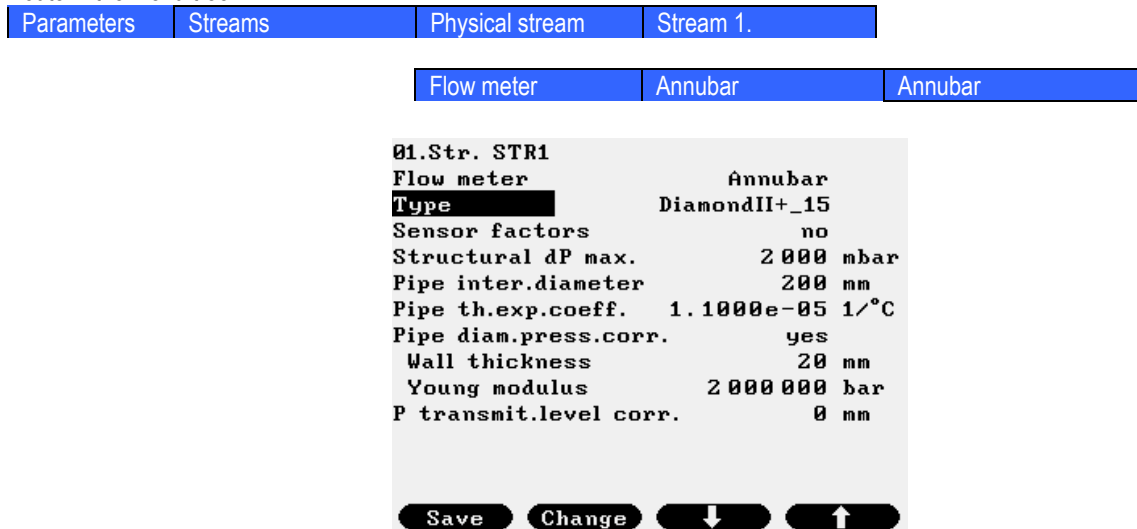 Parameters Streams Physical stream Stream 1.
Flow meter Annubar Annubar
01.Str. STR1
Flow meter Annubar
Type DiamondII+_15
Sensor factors no
Structural dP max. 2 000 mbar
Pipe inter.diameter 200 mm
Pipe th.exp.coeff. 1.1000e-05 1/°C
Pipe diam.press.corr. yes
Wall thickness 20 mm
Young modulus 2 000 000 bar
P transmit.level corr. 0 mm
Save Change ↓ ↑